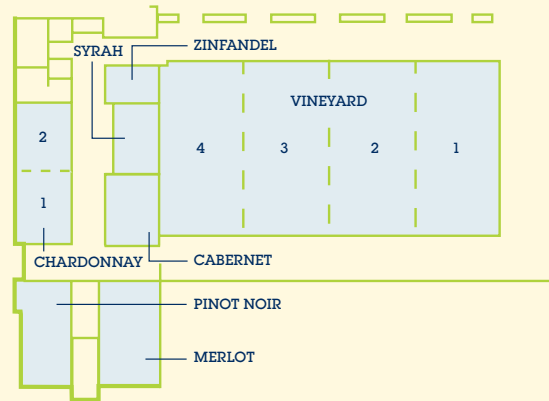 ZINFANDEL
SYRAH
VINEYARD
2
4
3
2
1
1
CHARDONNAY
CABERNET
PINOT NOIR
MERLOT